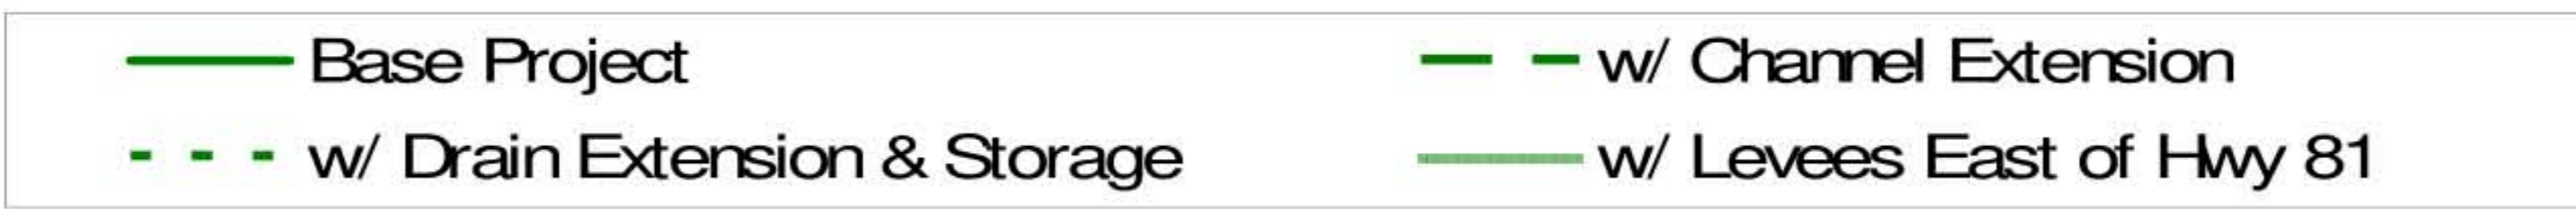 Base Project
w/ Channel Extension
w/ Drain Extension & Storage
w/ Levees East of Hwy 81